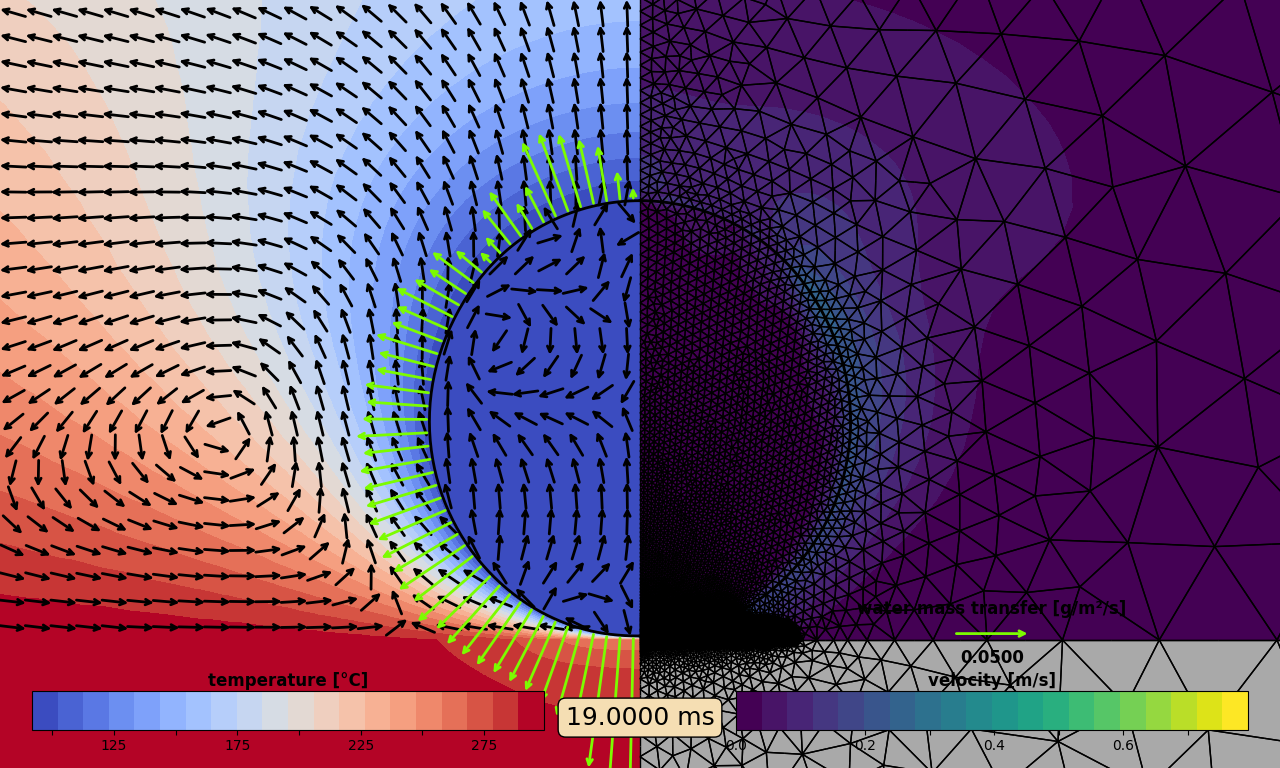 water mass transfer [g/m²/s]
0.0500
temperature [°C]
velocity [m/s]
19.0000 ms
125 175 225 275
0.0 0.2 0.4 0.6